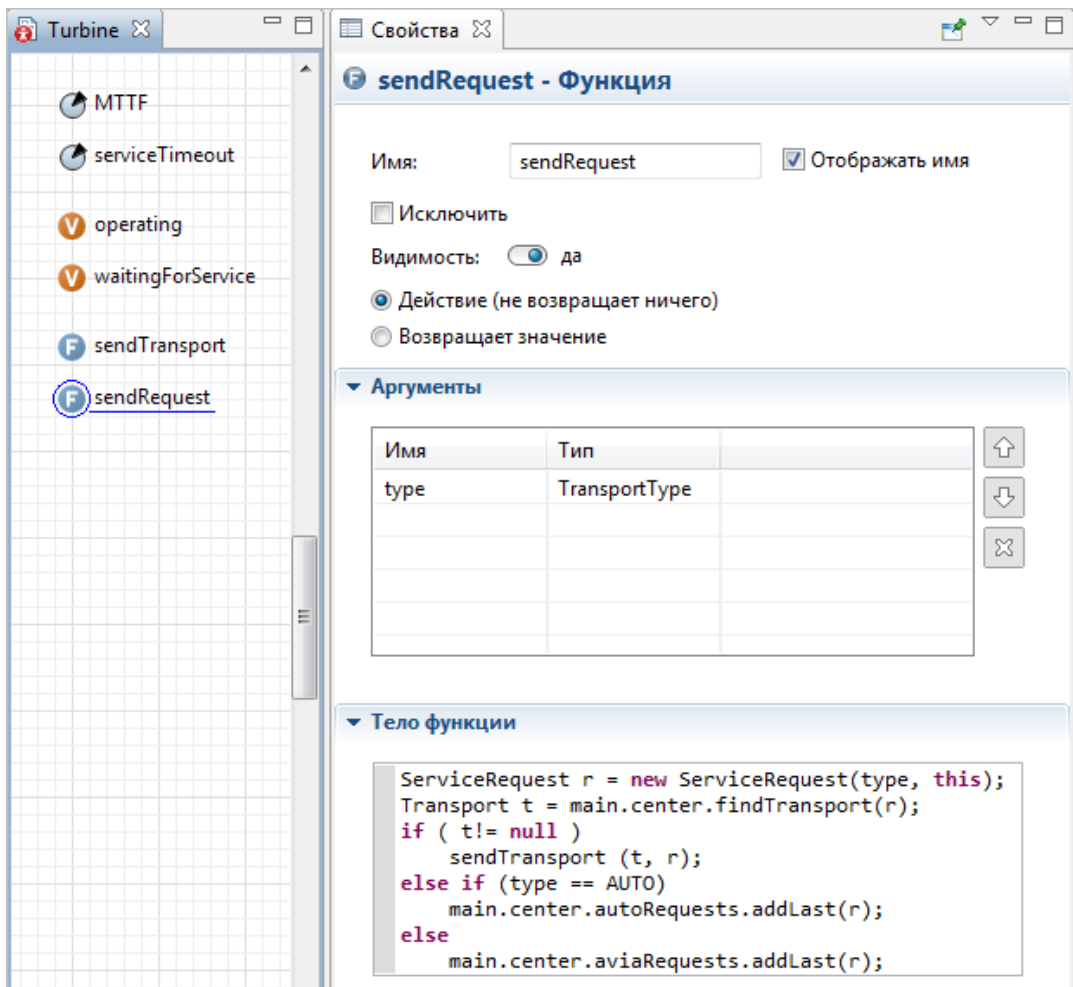 Turbine
MTTF
serviceTimeout
operating
waitingForService
sendTransport
sendRequest
Свойства
sendRequest - Функция
Имя: sendRequest Отображать имя
Исключить
Видимость: да
Действие (не возвращает ничего)
Возвращает значение
Аргументы
Имя Тип
type TransportType
Тело функции
ServiceRequest r = new ServiceRequest(type, this);
Transport t = main.center.findTransport(r);
if ( t!= null )
    sendTransport (t, r);
else if (type == AUTO)
    main.center.autoRequests.addLast(r);
else
    main.center.aviaRequests.addLast(r);